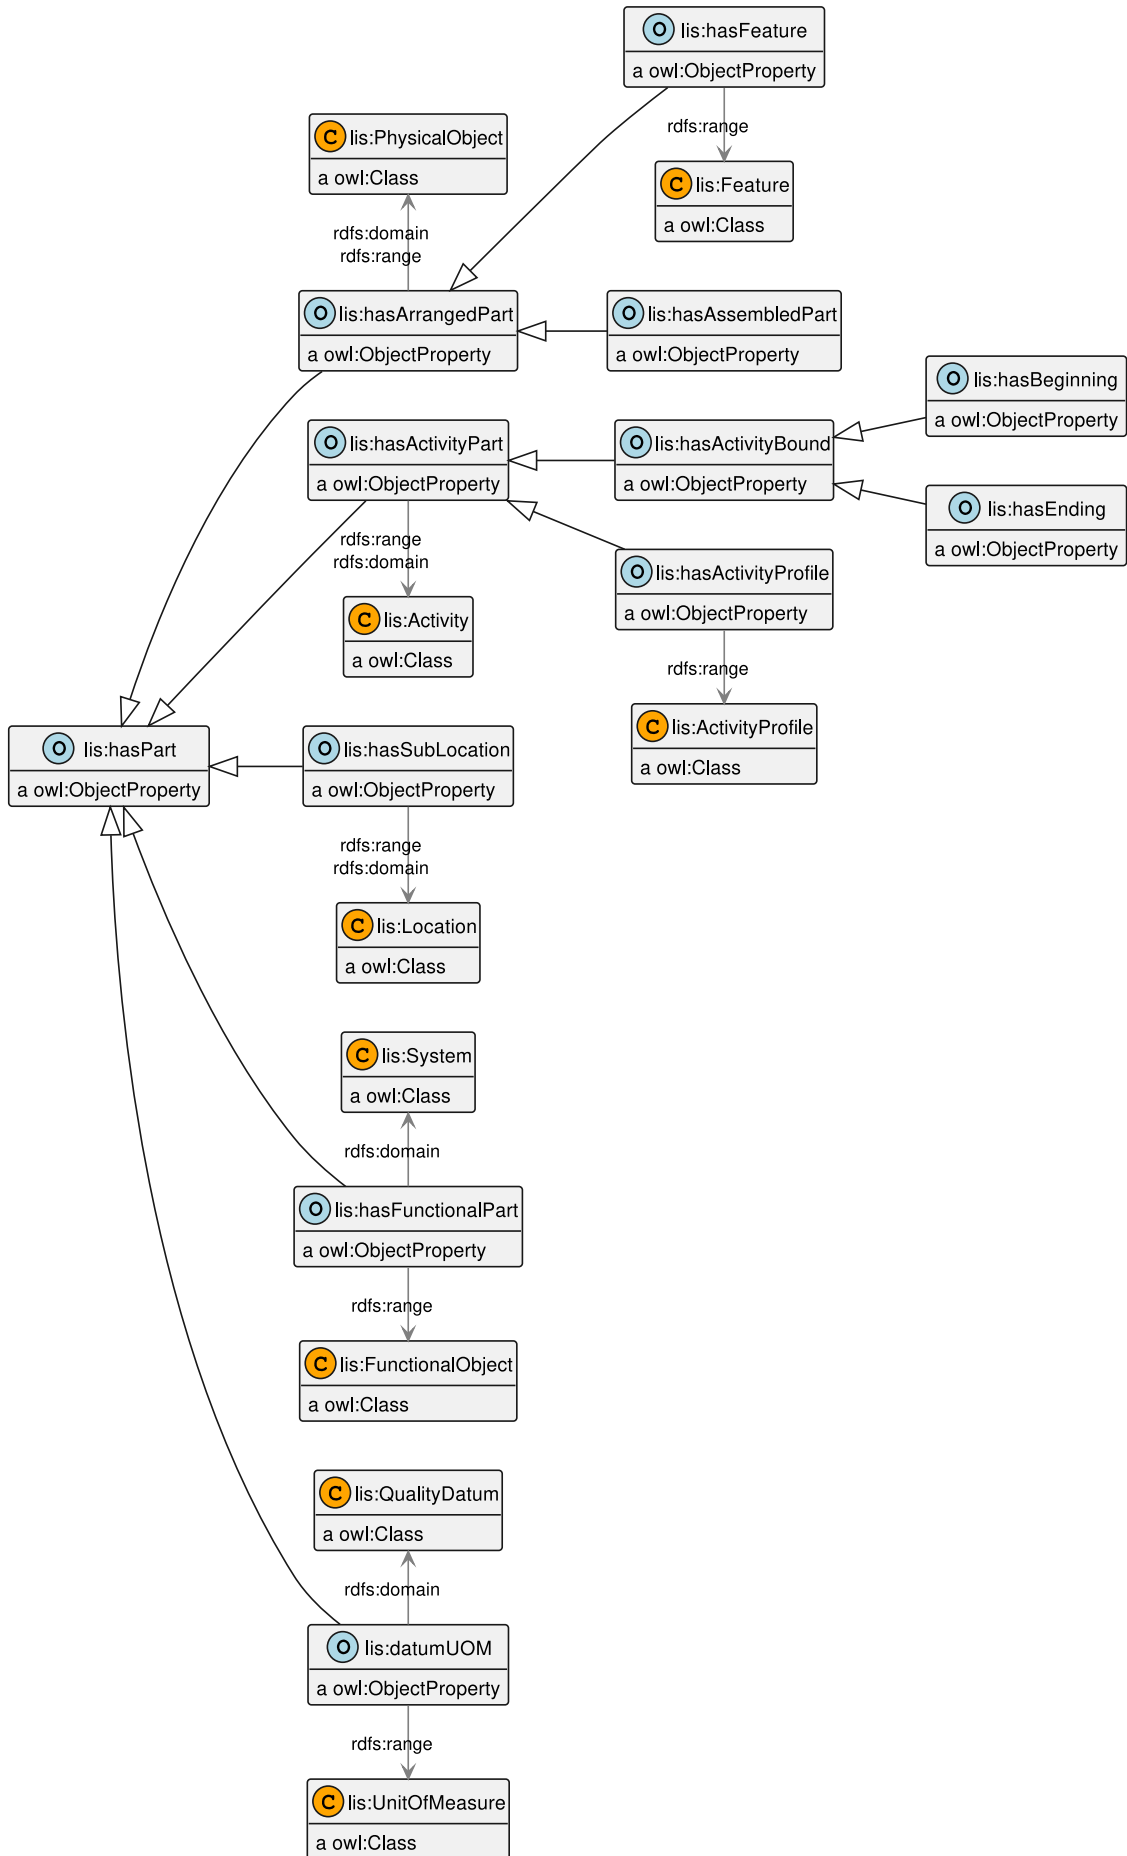 O lis:hasFeature
a owl:ObjectProperty
rdfs:range
C lis:PhysicalObject
a owl:Class
C lis:Feature
a owl:Class
rdfs:domain
rdfs:range
O lis:hasArrangedPart
a owl:ObjectProperty
O lis:hasAssembledPart
a owl:ObjectProperty
O lis:hasBeginning
a owl:ObjectProperty
O lis:hasActivityPart
a owl:ObjectProperty
O lis:hasActivityBound
a owl:ObjectProperty
O lis:hasEnding
a owl:ObjectProperty
rdfs:range
rdfs:domain
O lis:hasActivityProfile
a owl:ObjectProperty
C lis:Activity
a owl:Class
rdfs:range
C lis:ActivityProfile
a owl:Class
O lis:hasPart
a owl:ObjectProperty
O lis:hasSubLocation
a owl:ObjectProperty
rdfs:range
rdfs:domain
C lis:Location
a owl:Class
C lis:System
a owl:Class
rdfs:domain
O lis:hasFunctionalPart
a owl:ObjectProperty
rdfs:range
C lis:FunctionalObject
a owl:Class
C lis:QualityDatum
a owl:Class
rdfs:domain
O lis:datumUOM
a owl:ObjectProperty
rdfs:range
C lis:UnitOfMeasure
a owl:Class